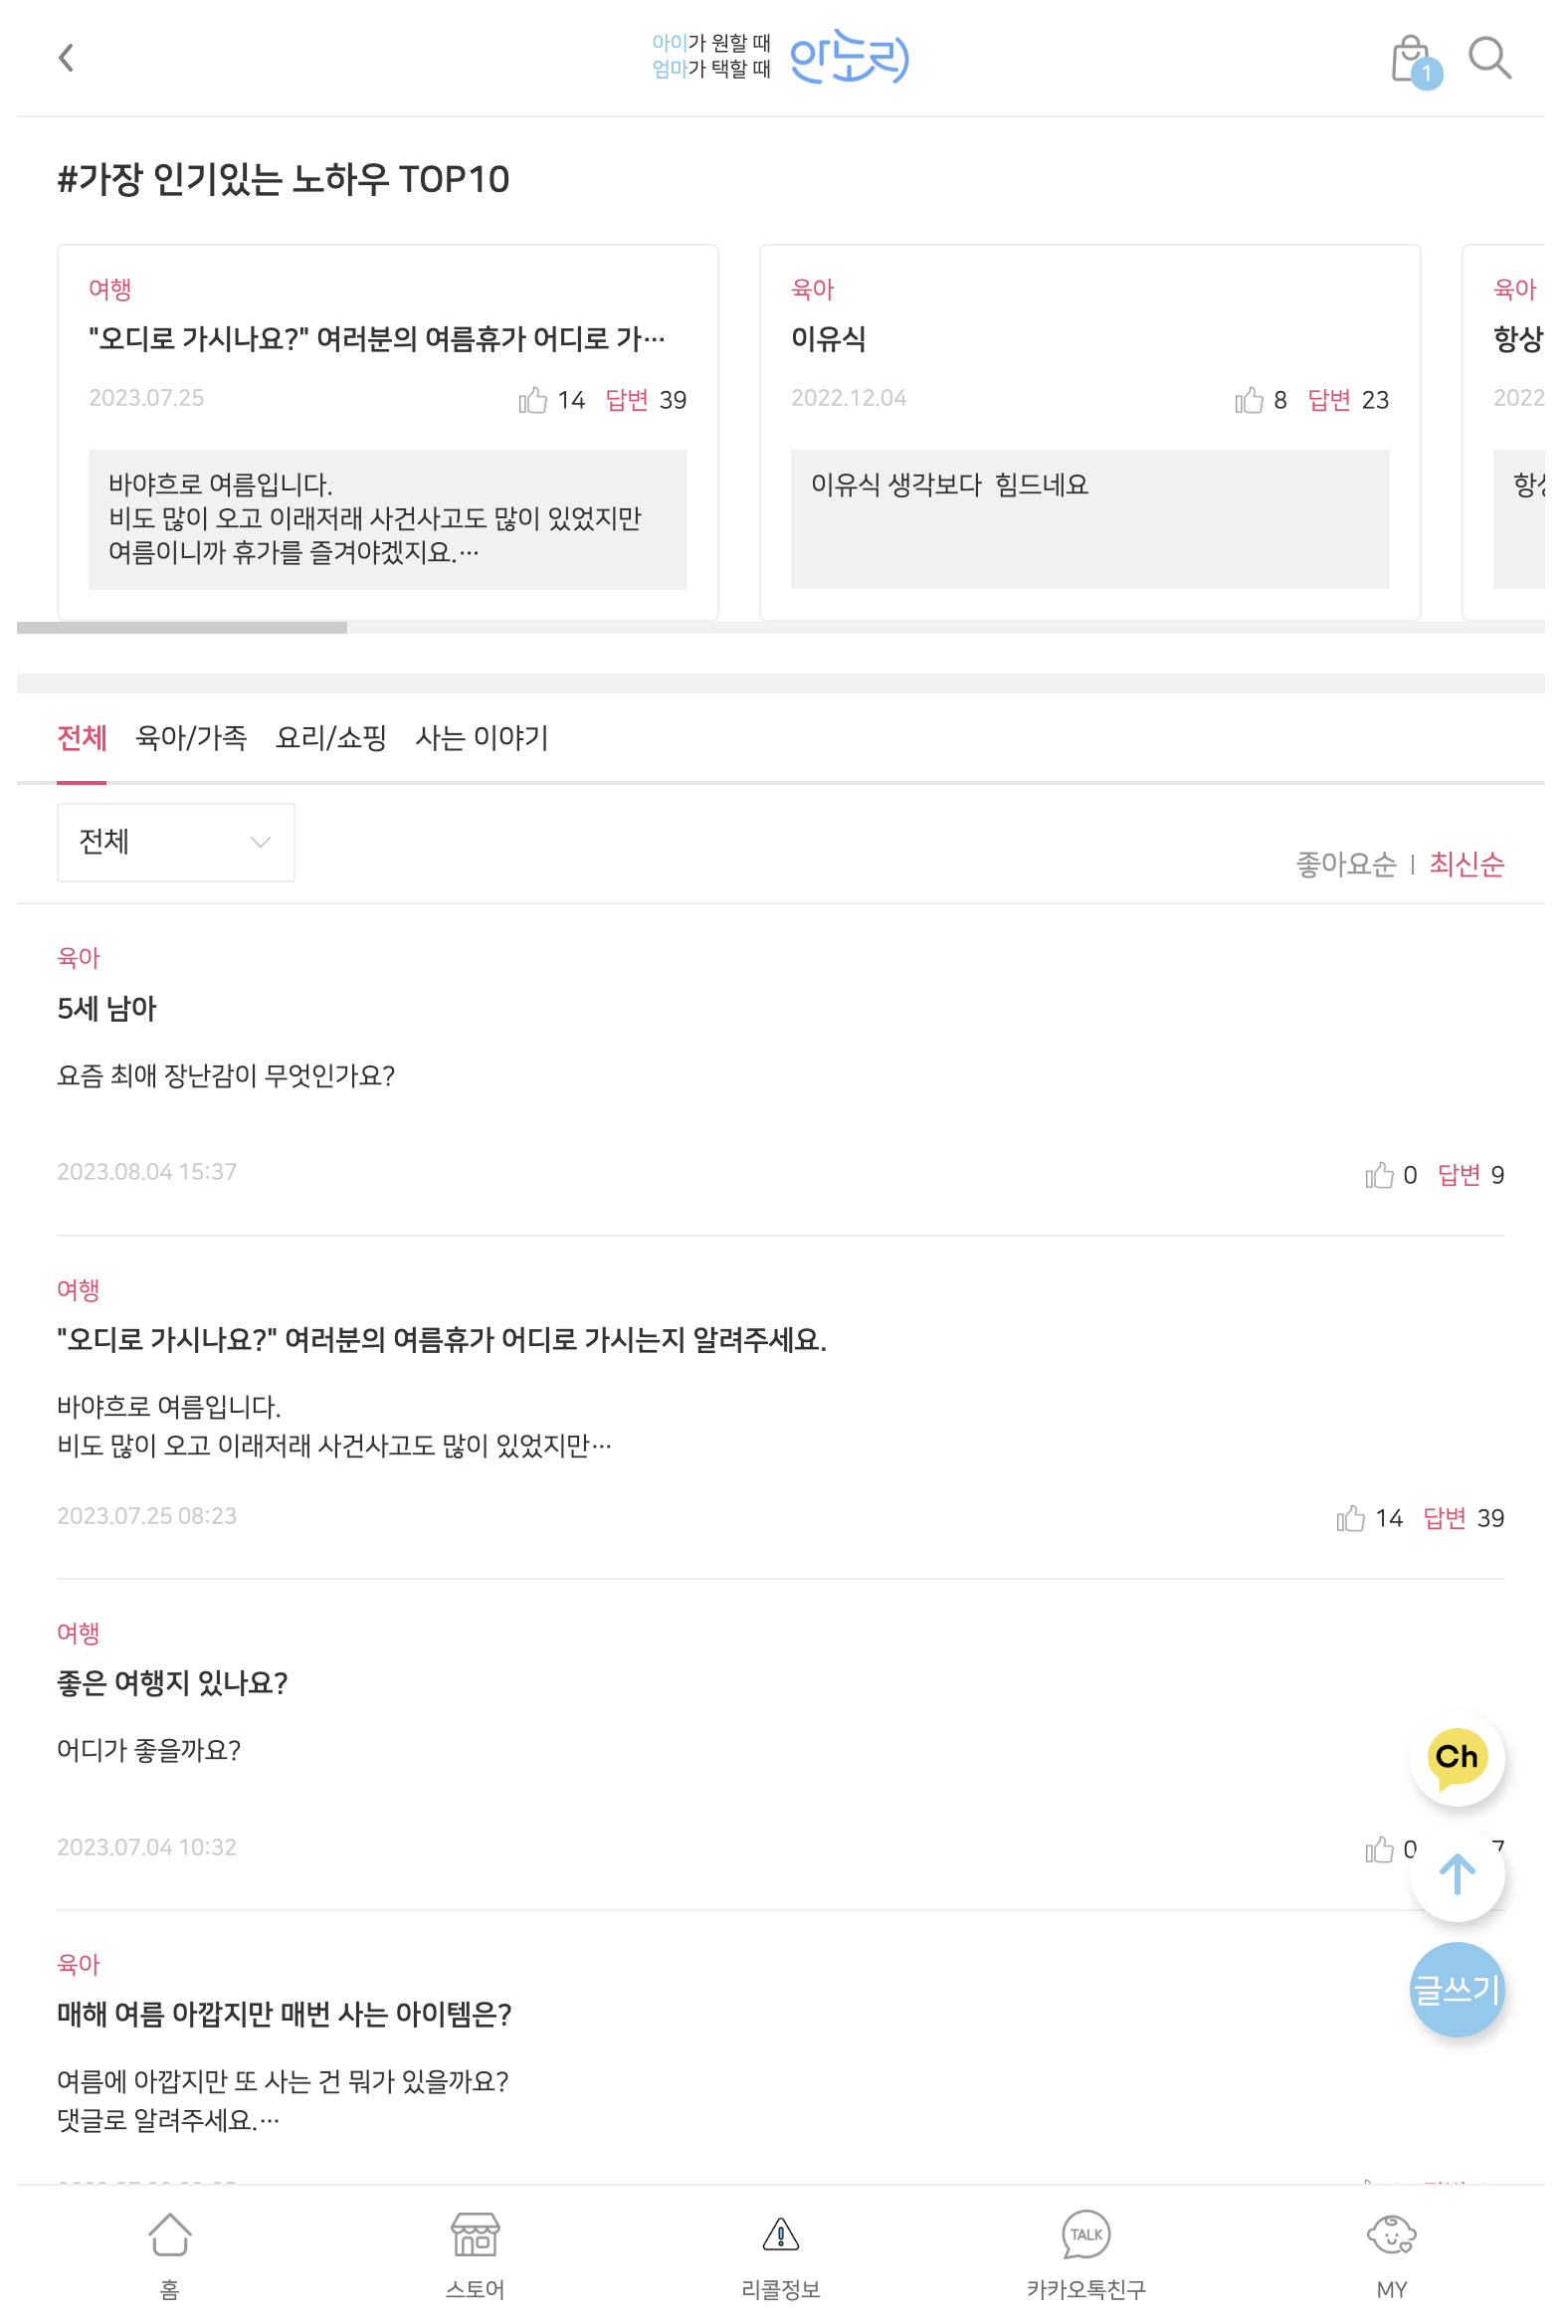 아이가 원할 때
엄마가 택할 때
안노리
1
#가장 인기있는 노하우 TOP10
여행
"오디로 가시나요?" 여러분의 여름휴가 어디로 가…
2023.07.25
14 답변 39
바야흐로 여름입니다.
비도 많이 오고 이래저래 사건사고도 많이 있었지만
여름이니까 휴가를 즐겨야겠지요.…
육아
이유식
2022.12.04
8 답변 23
이유식 생각보다  힘드네요
육아
항상
2022
전체 육아/가족 요리/쇼핑 사는 이야기
전체
좋아요순 | 최신순
육아
5세 남아
요즘 최애 장난감이 무엇인가요?
2023.08.04 15:37
0 답변 9
여행
"오디로 가시나요?" 여러분의 여름휴가 어디로 가시는지 알려주세요.
바야흐로 여름입니다.
비도 많이 오고 이래저래 사건사고도 많이 있었지만…
2023.07.25 08:23
14 답변 39
여행
좋은 여행지 있나요?
어디가 좋을까요?
Ch
2023.07.04 10:32
0 7
육아
매해 여름 아깝지만 매번 사는 아이템은?
글쓰기
여름에 아깝지만 또 사는 건 뭐가 있을까요?
댓글로 알려주세요.…
TALK
홈 스토어 리콜정보 카카오톡친구 MY